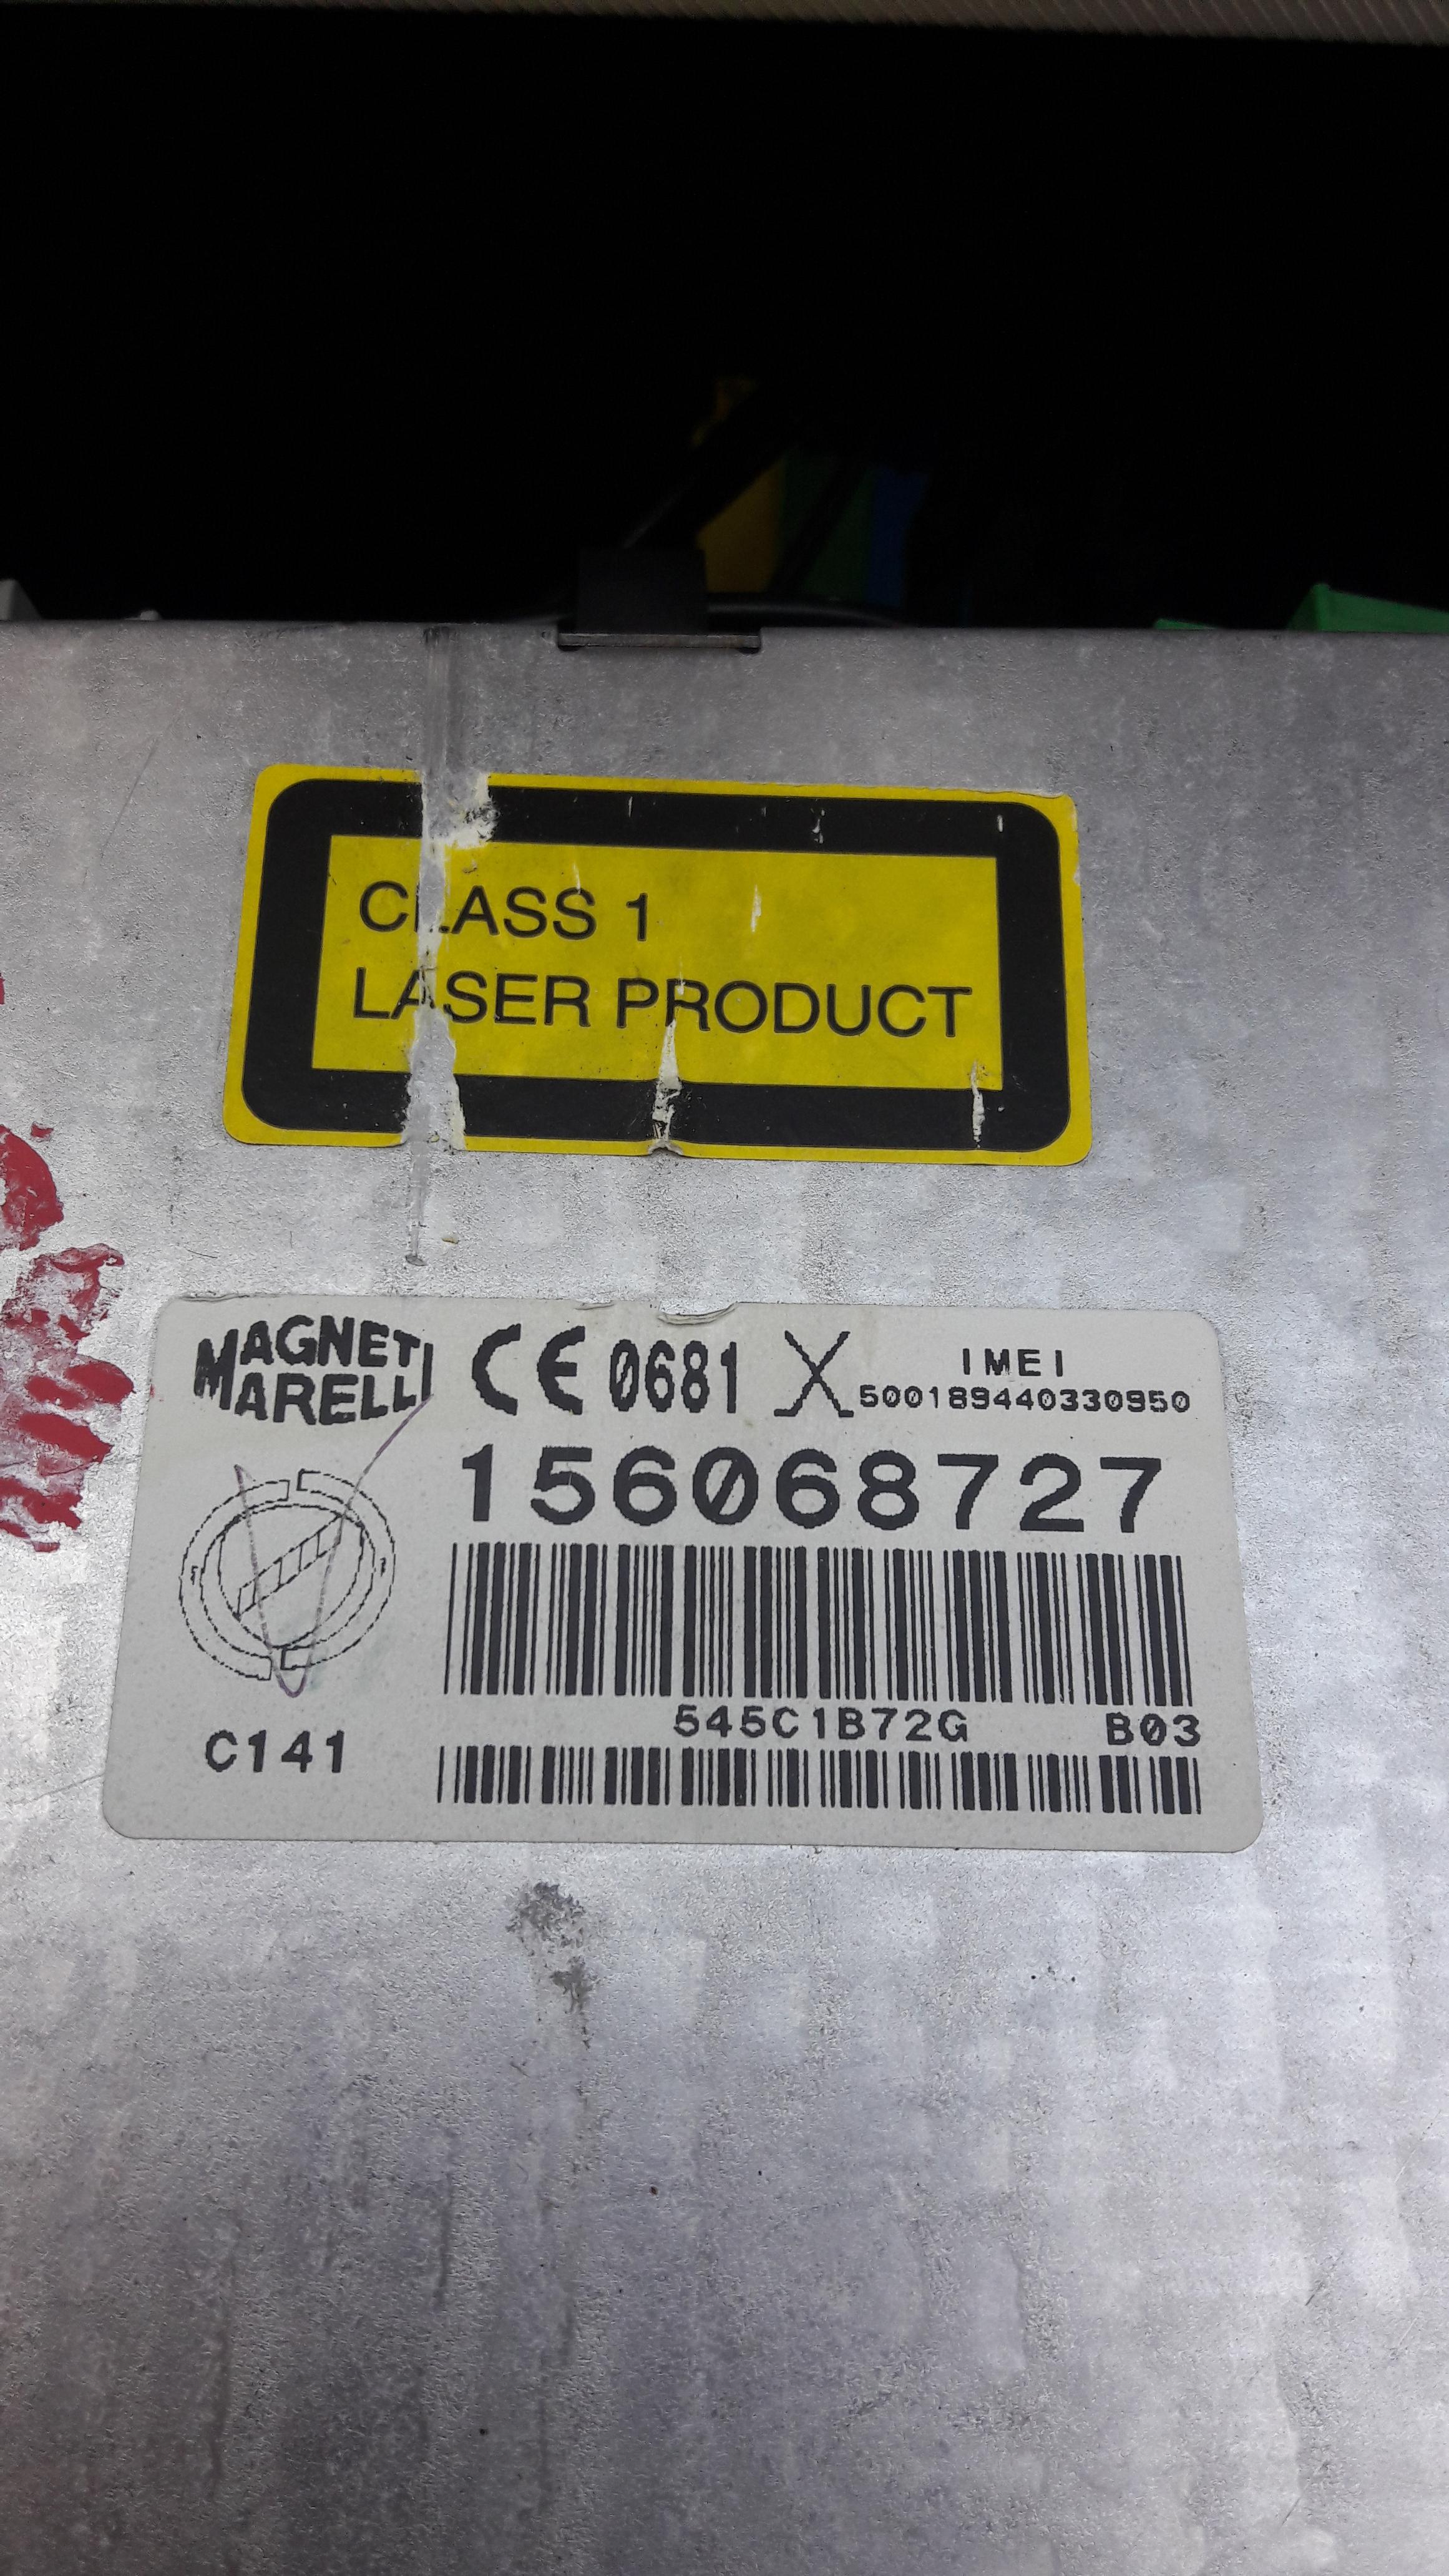 CLASS 1
LASER PRODUCT
MAGNETI MARELLI CE 0681 X IMEI
500189440330950
156068727
545C1B72G B03
C141